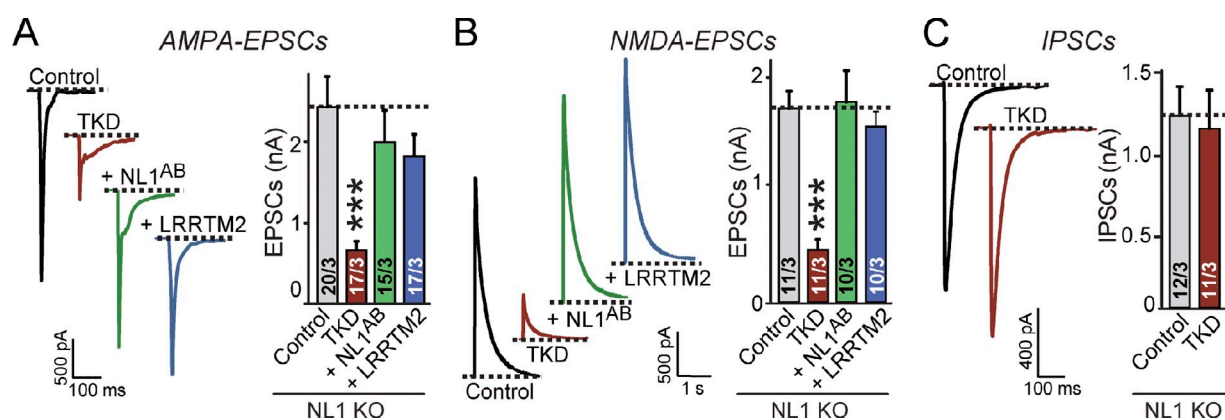 A
AMPA-EPSCs
Control
TKD
+ NL1AB
+ LRRTM2
500 pA
100 ms
EPSCs (nA)
2
0
***
20/3
17/3
15/3
17/3
Control
TKD
+ NL1AB
+ LRRTM2
NL1 KO
B
NMDA-EPSCs
+ LRRTM2
+ NL1AB
TKD
Control
500 pA
1 s
EPSCs (nA)
2
1
0
***
11/3
11/3
10/3
10/3
Control
TKD
+ NL1AB
+ LRRTM2
NL1 KO
C
IPSCs
Control
TKD
400 pA
100 ms
IPSCs (nA)
1.5
1.0
0.5
0
12/3
11/3
Control
TKD
NL1 KO